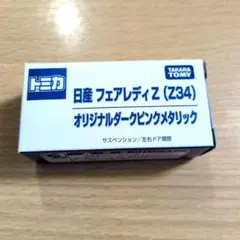 トミカ
TAKARA
TOMY
日産 フェアレディZ(Z34)
オリジナルダークピンクメタリック
サスペンション/左右ドア開閉